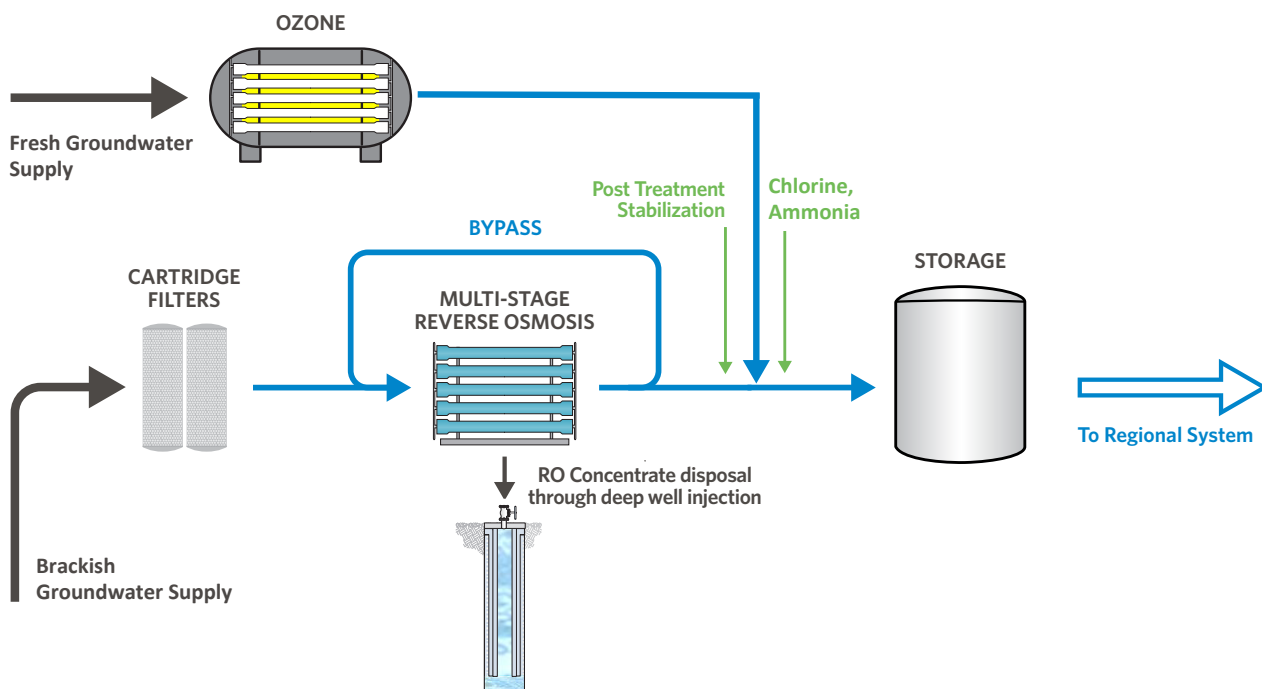 OZONE
Fresh Groundwater
Supply
Post Treatment
Stabilization
Chlorine,
Ammonia
BYPASS
CARTRIDGE
FILTERS
MULTI-STAGE
REVERSE OSMOSIS
STORAGE
To Regional System
RO Concentrate disposal
through deep well injection
Brackish
Groundwater Supply